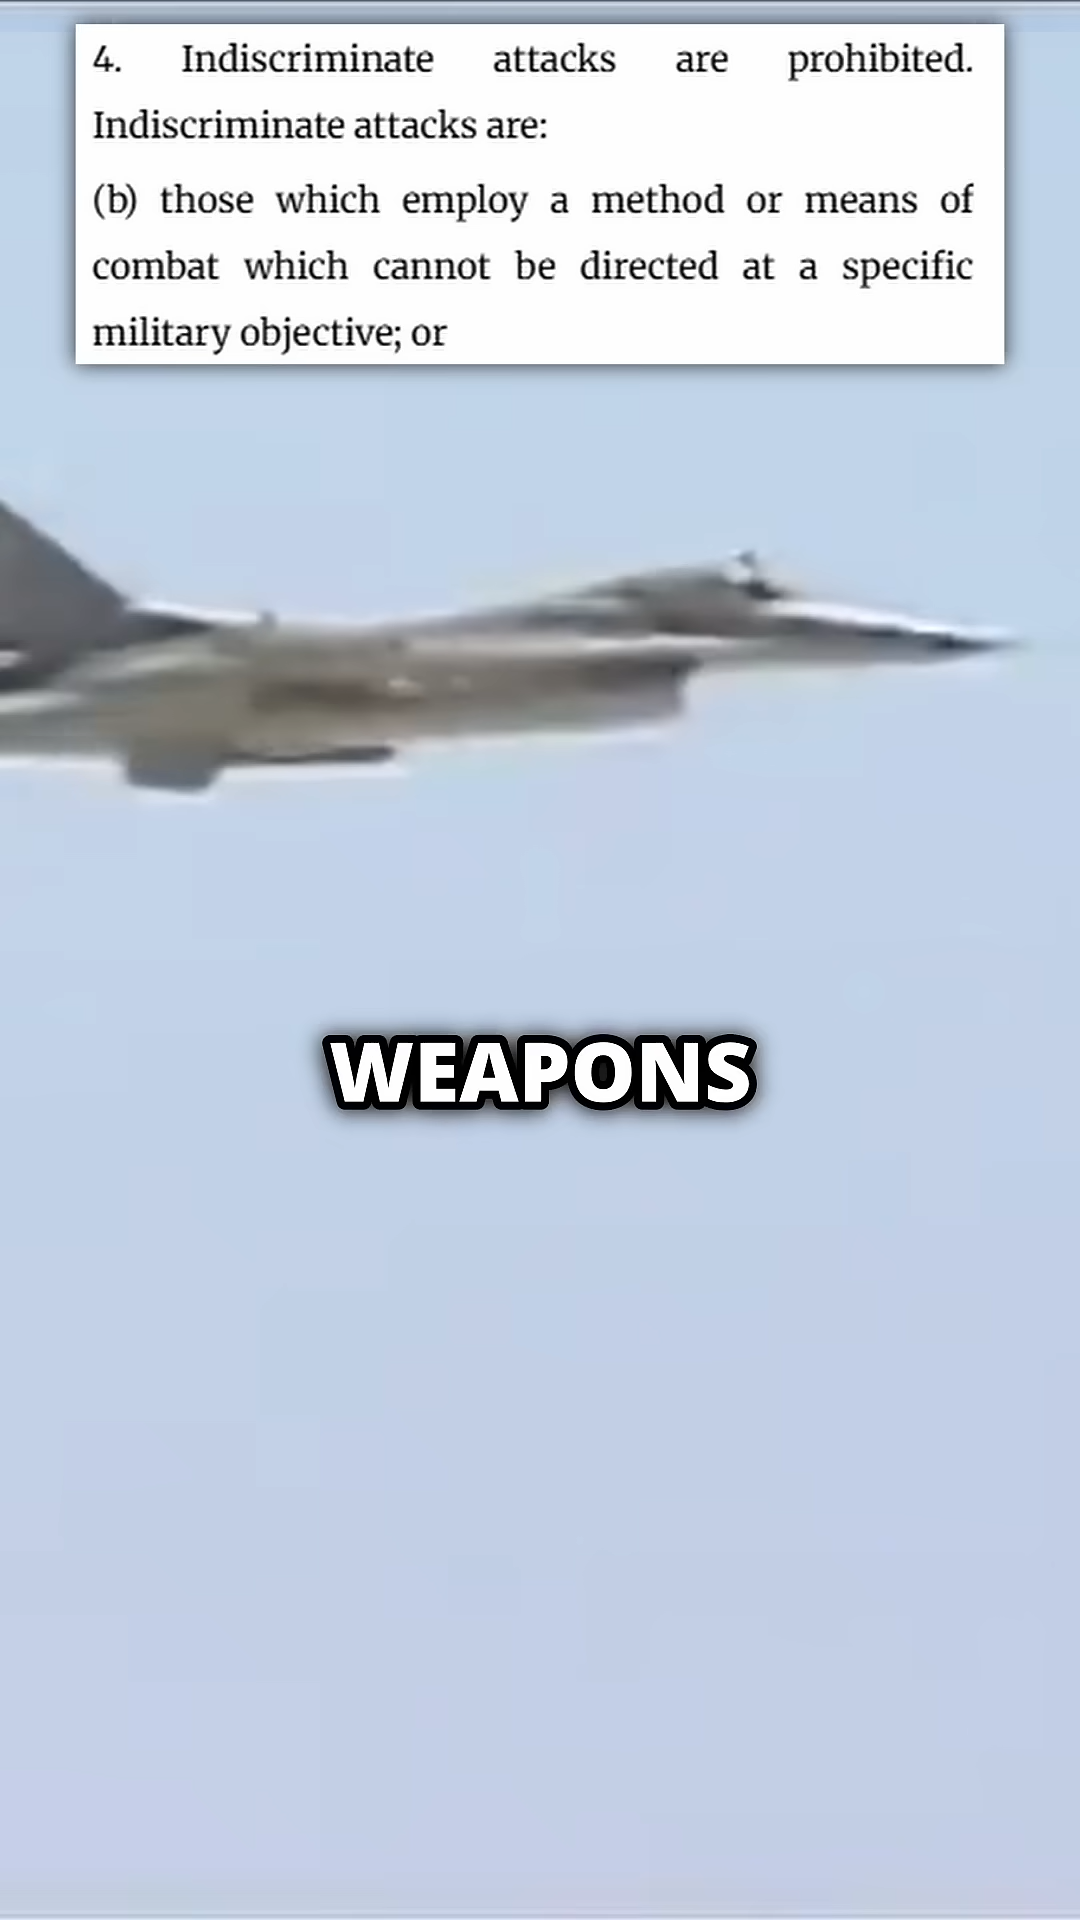 4. Indiscriminate attacks are prohibited.
Indiscriminate attacks are:
(b) those which employ a method or means of
combat which cannot be directed at a specific
military objective; or
WEAPONS